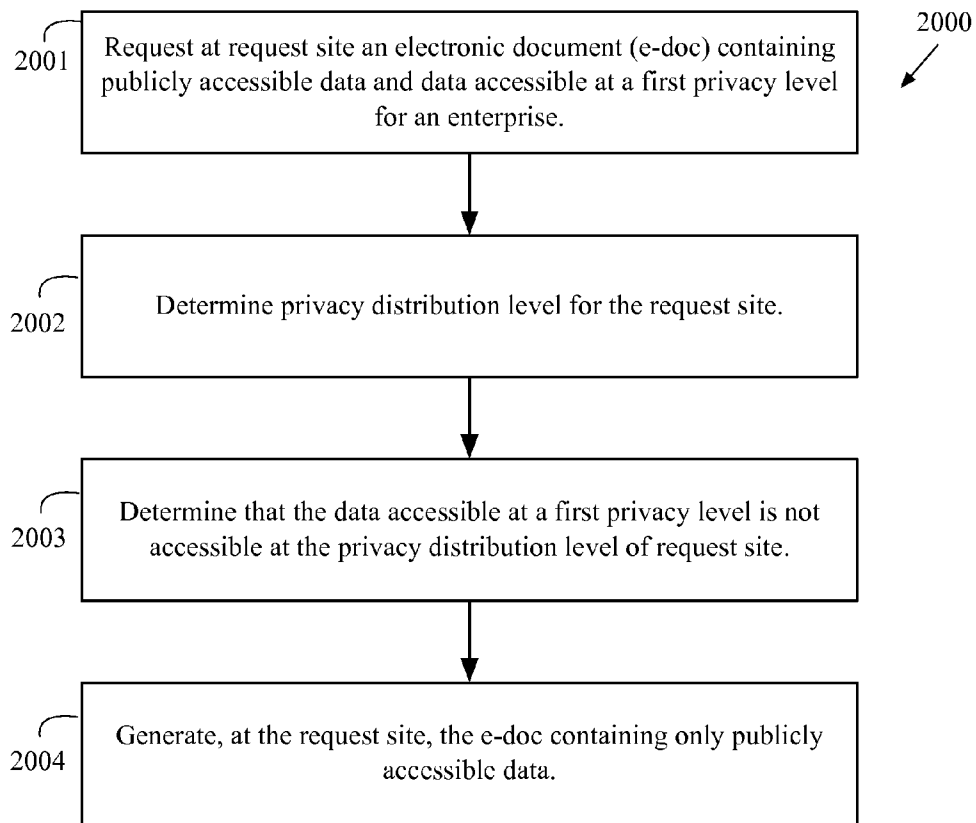 2000
2001
Request at request site an electronic document (e-doc) containing
publicly accessible data and data accessible at a first privacy level
for an enterprise.
2002
Determine privacy distribution level for the request site.
2003
Determine that the data accessible at a first privacy level is not
accessible at the privacy distribution level of request site.
2004
Generate, at the request site, the e-doc containing only publicly
accessible data.